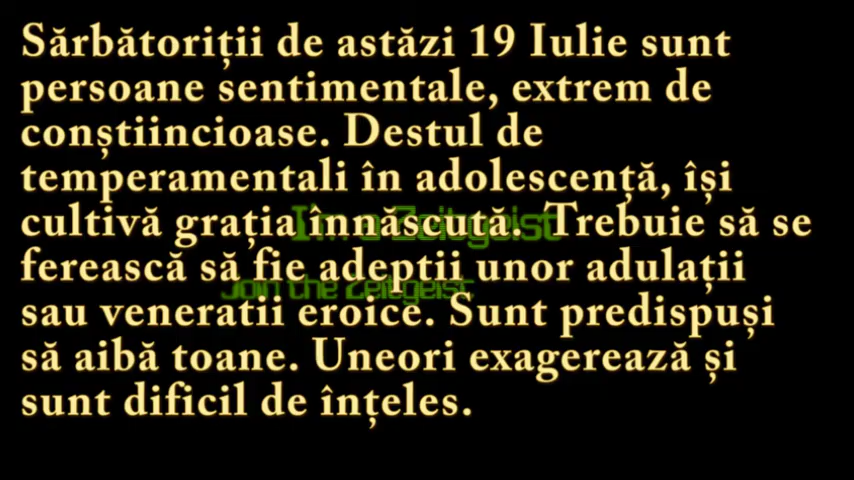 Sărbătoriții de astăzi 19 Iulie sunt
persoane sentimentale, extrem de
conștiincioase. Destul de
temperamentali în adolescență, își
cultivă grația înnăscută. Trebuie să se
ferească să fie adeptii unor adulații
sau veneratii eroice. Sunt predispuși
să aibă toane. Uneori exagerează și
sunt dificil de înțeles.
I'm a Zeitgeist
Join the Zeitgeist